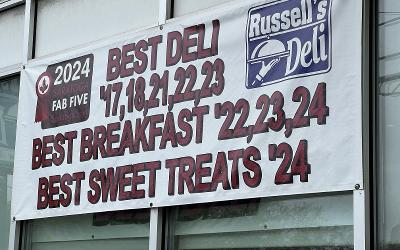 2024
SARATOGA
FAB FIVE
BEST DELI
'17,18,21,22,23
BEST BREAKFAST '22,23,24
BEST SWEET TREATS '24
Russell's
Deli